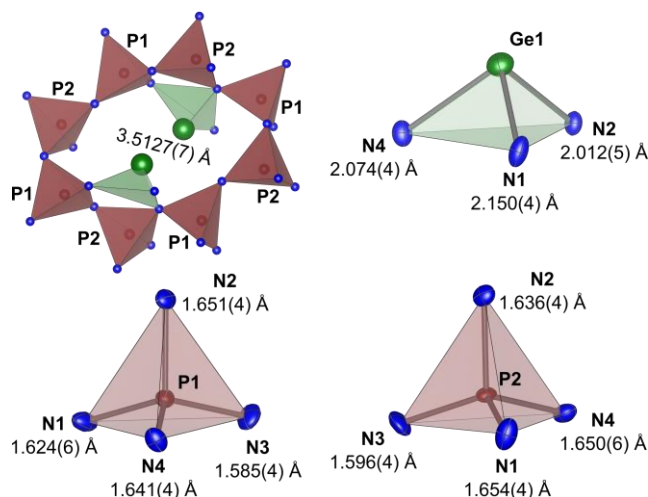 P1
P2
P2
P1
3.5127(7) Å
P1
P2
P2
P1
Ge1
N4
2.074(4) Å
N2
2.012(5) Å
N1
2.150(4) Å
N2
1.651(4) Å
P1
N1
1.624(6) Å
N4
1.641(4) Å
N3
1.585(4) Å
N2
1.636(4) Å
P2
N3
1.596(4) Å
N1
1.654(4) Å
N4
1.650(6) Å